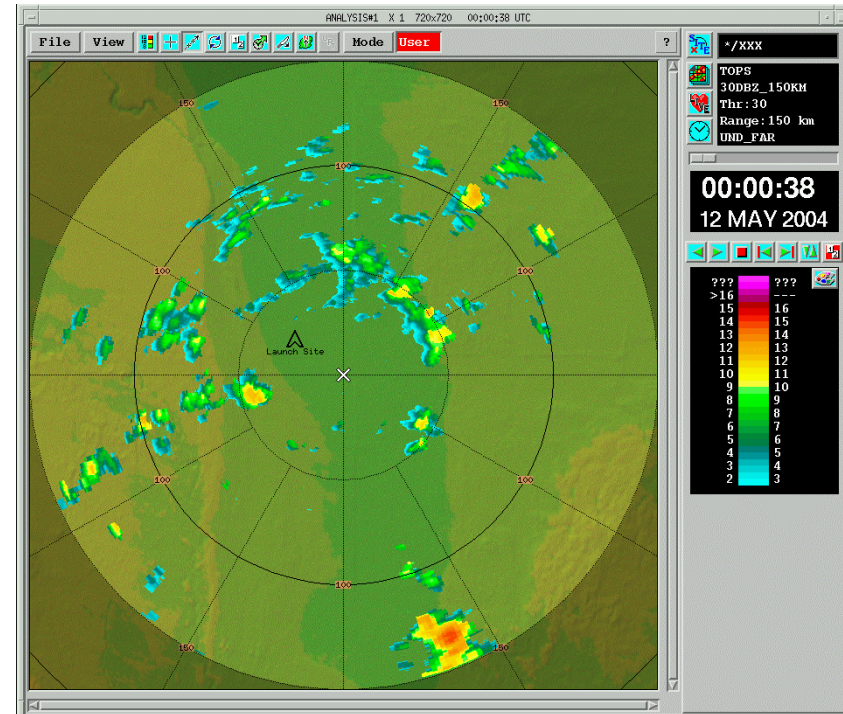 ANALYSIS#1 X 1 720x720 00:00:38 UTC
File View Mode User ?
SITE */XXX
TOPS
30DBZ_150KM
Thr:30
Range:150 km
UND_FAR
00:00:38
12 MAY 2004
??? ???
>16 ---
15 16
14 15
13 14
12 13
11 12
10 11
9 10
8 9
7 8
6 7
5 6
4 5
3 4
2 3
150 150
100
100 100
Launch Site
100 100
100
150 150